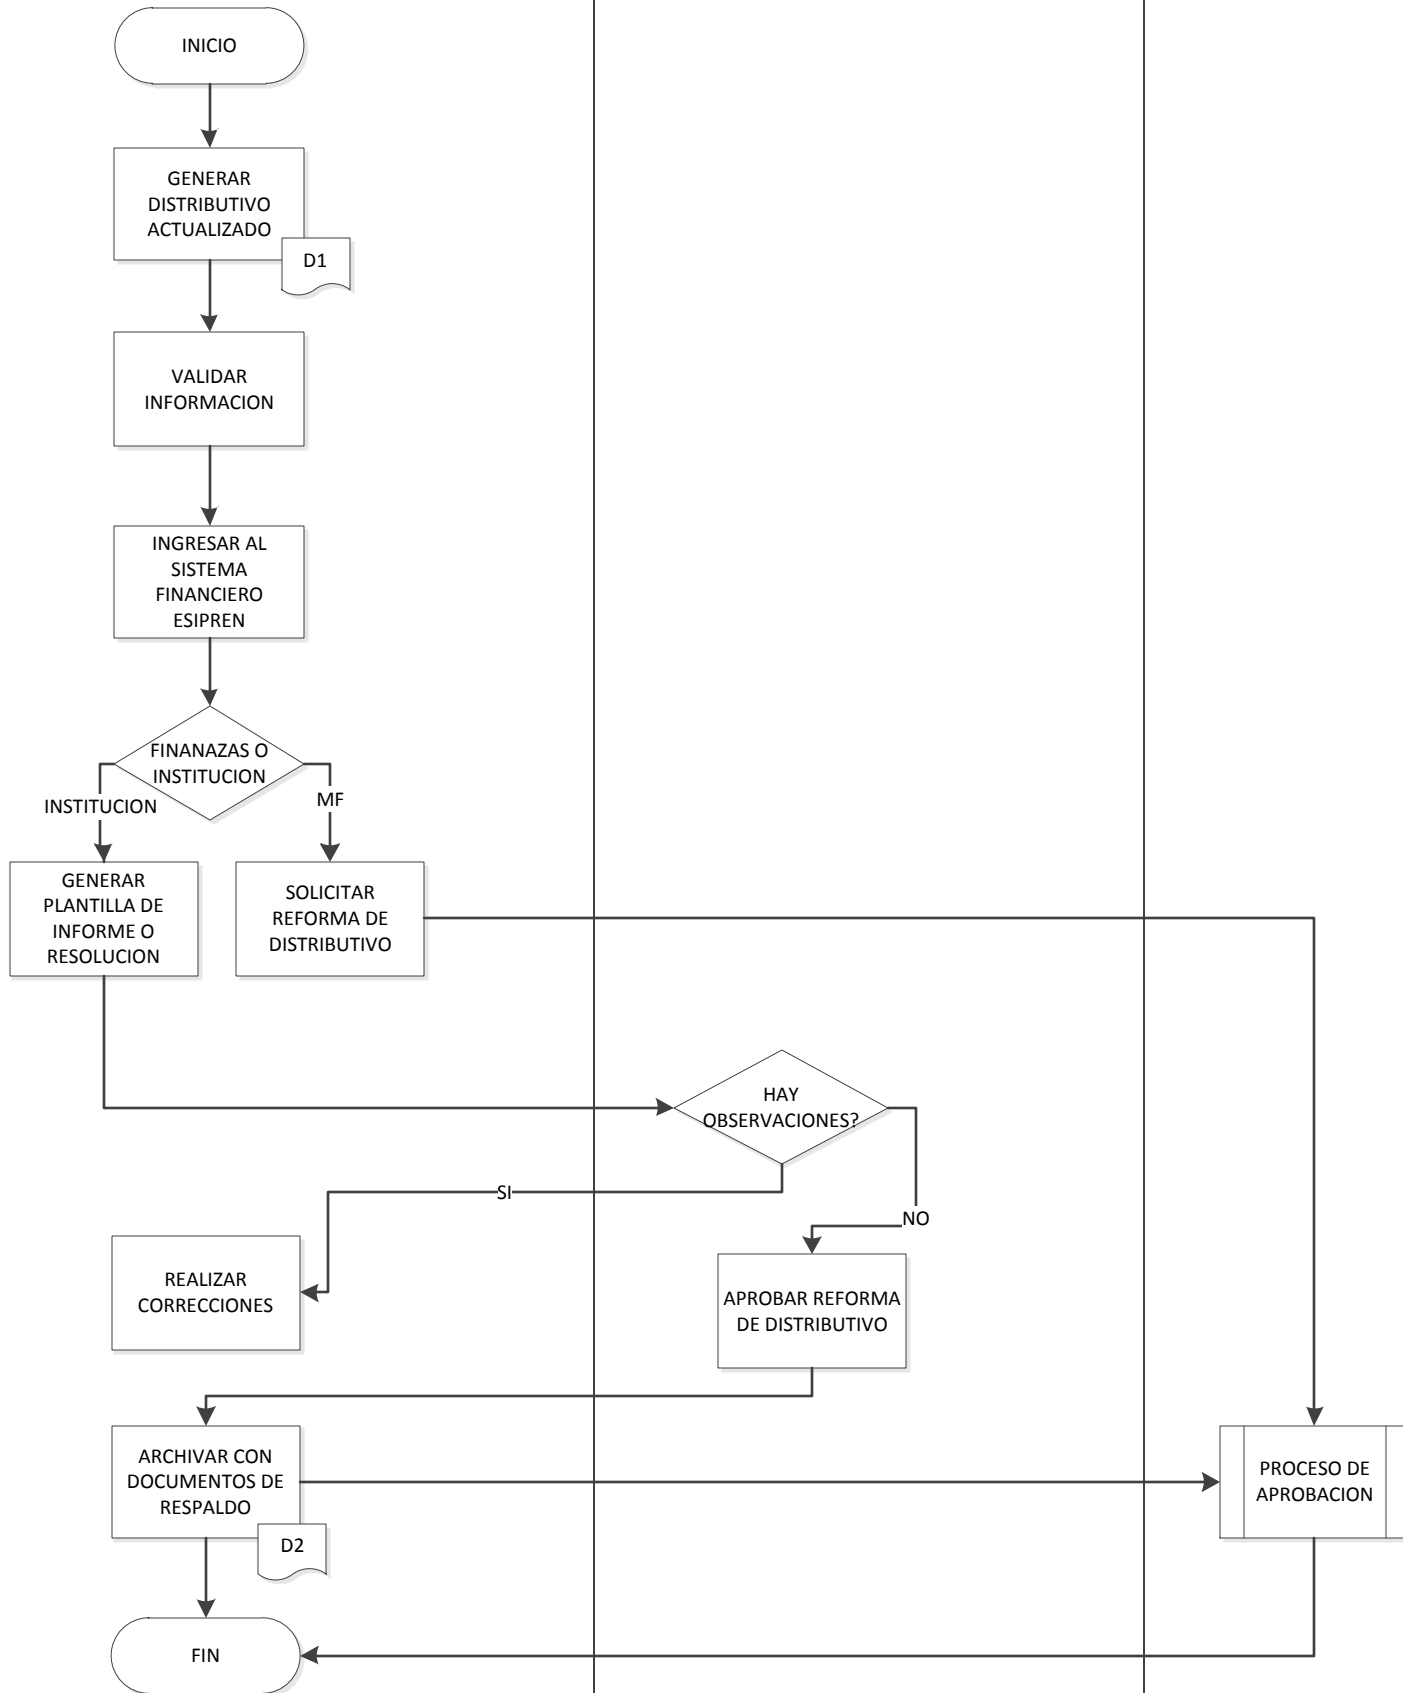 INICIO
GENERAR
DISTRIBUTIVO
ACTUALIZADO
D1
VALIDAR
INFORMACION
INGRESAR AL
SISTEMA
FINANCIERO
ESIPREN
FINANAZAS O
INSTITUCION
INSTITUCION
MF
GENERAR
PLANTILLA DE
INFORME O
RESOLUCION
SOLICITAR
REFORMA DE
DISTRIBUTIVO
HAY
OBSERVACIONES?
SI
NO
REALIZAR
CORRECCIONES
APROBAR REFORMA
DE DISTRIBUTIVO
ARCHIVAR CON
DOCUMENTOS DE
RESPALDO
D2
PROCESO DE
APROBACION
FIN